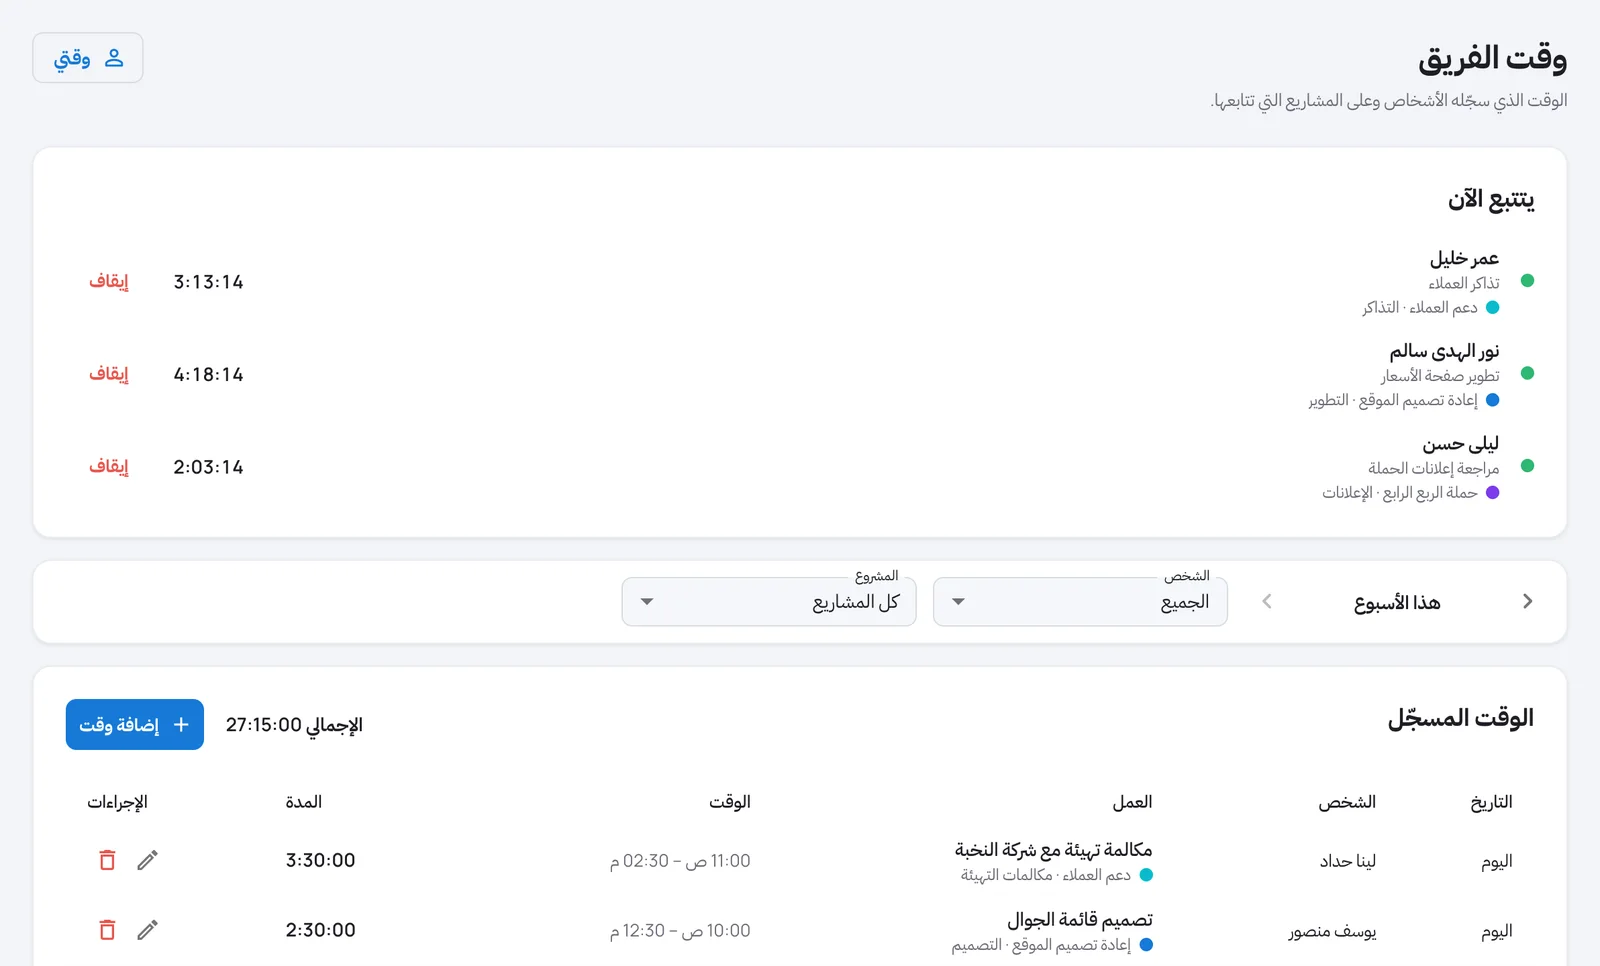 وقت الفريق
وقتي
الوقت الذي سجّله الأشخاص وعلى المشاريع التي تتابعها.
يتتبع الآن
عمر خليل
تذاكر العملاء
دعم العملاء · التذاكر
3:13:14
إيقاف
نور الهدى سالم
تطوير صفحة الأسعار
إعادة تصميم الموقع · التطوير
4:18:14
إيقاف
ليلى حسن
مراجعة إعلانات الحملة
حملة الربع الرابع · الإعلانات
2:03:14
إيقاف
هذا الأسبوع
الشخص
الجميع
المشروع
كل المشاريع
الوقت المسجّل
الإجمالي 27:15:00
إضافة وقت
التاريخ الشخص العمل الوقت المدة الإجراءات
اليوم
لينا حداد
مكالمة تهيئة مع شركة النخبة
دعم العملاء · مكالمات التهيئة
11:00 ص – 02:30 م
3:30:00
اليوم
يوسف منصور
تصميم قائمة الجوال
إعادة تصميم الموقع · التصميم
10:00 ص – 12:30 م
2:30:00